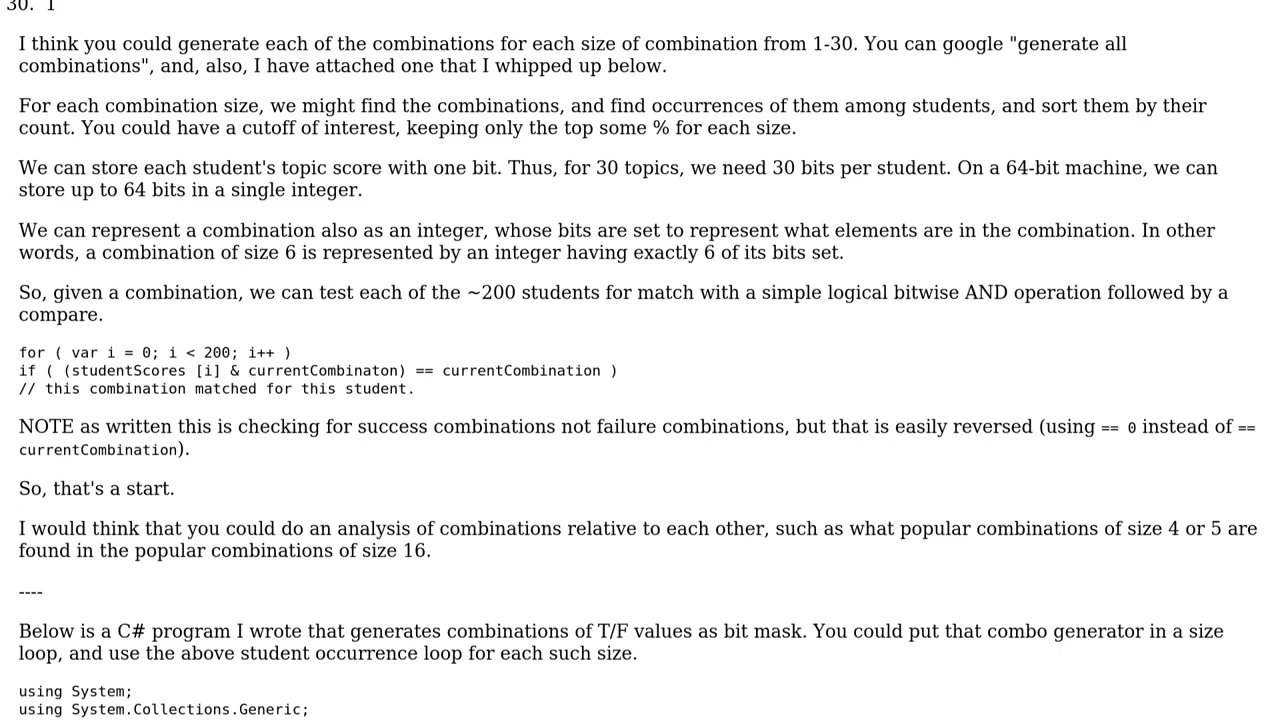 30. 1
I think you could generate each of the combinations for each size of combination from 1-30. You can google "generate all
combinations", and, also, I have attached one that I whipped up below.
For each combination size, we might find the combinations, and find occurrences of them among students, and sort them by their
count. You could have a cutoff of interest, keeping only the top some % for each size.
We can store each student's topic score with one bit. Thus, for 30 topics, we need 30 bits per student. On a 64-bit machine, we can
store up to 64 bits in a single integer.
We can represent a combination also as an integer, whose bits are set to represent what elements are in the combination. In other
words, a combination of size 6 is represented by an integer having exactly 6 of its bits set.
So, given a combination, we can test each of the ~200 students for match with a simple logical bitwise AND operation followed by a
compare.
for ( var i = 0; i < 200; i++ )
if ( (studentScores [i] & currentCombinaton) == currentCombination )
// this combination matched for this student.
NOTE as written this is checking for success combinations not failure combinations, but that is easily reversed (using == 0 instead of ==
currentCombination).
So, that's a start.
I would think that you could do an analysis of combinations relative to each other, such as what popular combinations of size 4 or 5 are
found in the popular combinations of size 16.
----
Below is a C# program I wrote that generates combinations of T/F values as bit mask. You could put that combo generator in a size
loop, and use the above student occurrence loop for each such size.
using System;
using System.Collections.Generic;